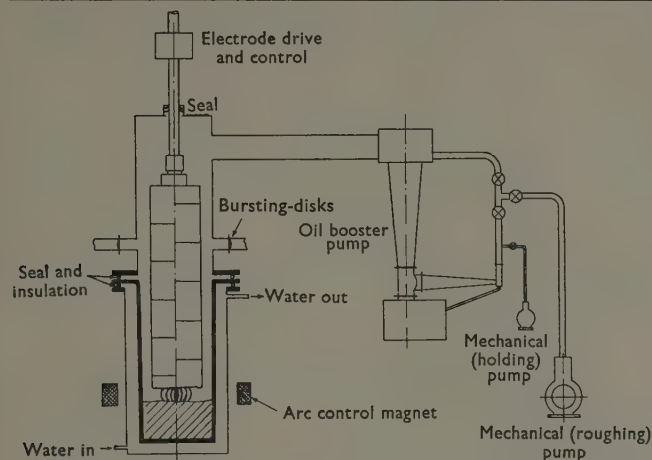 Electrode drive
and control
Seal
Bursting-disks
Oil booster
pump
Seal and
insulation
Water out
Mechanical
(holding)
pump
Arc control magnet
Water in
Mechanical (roughing)
pump